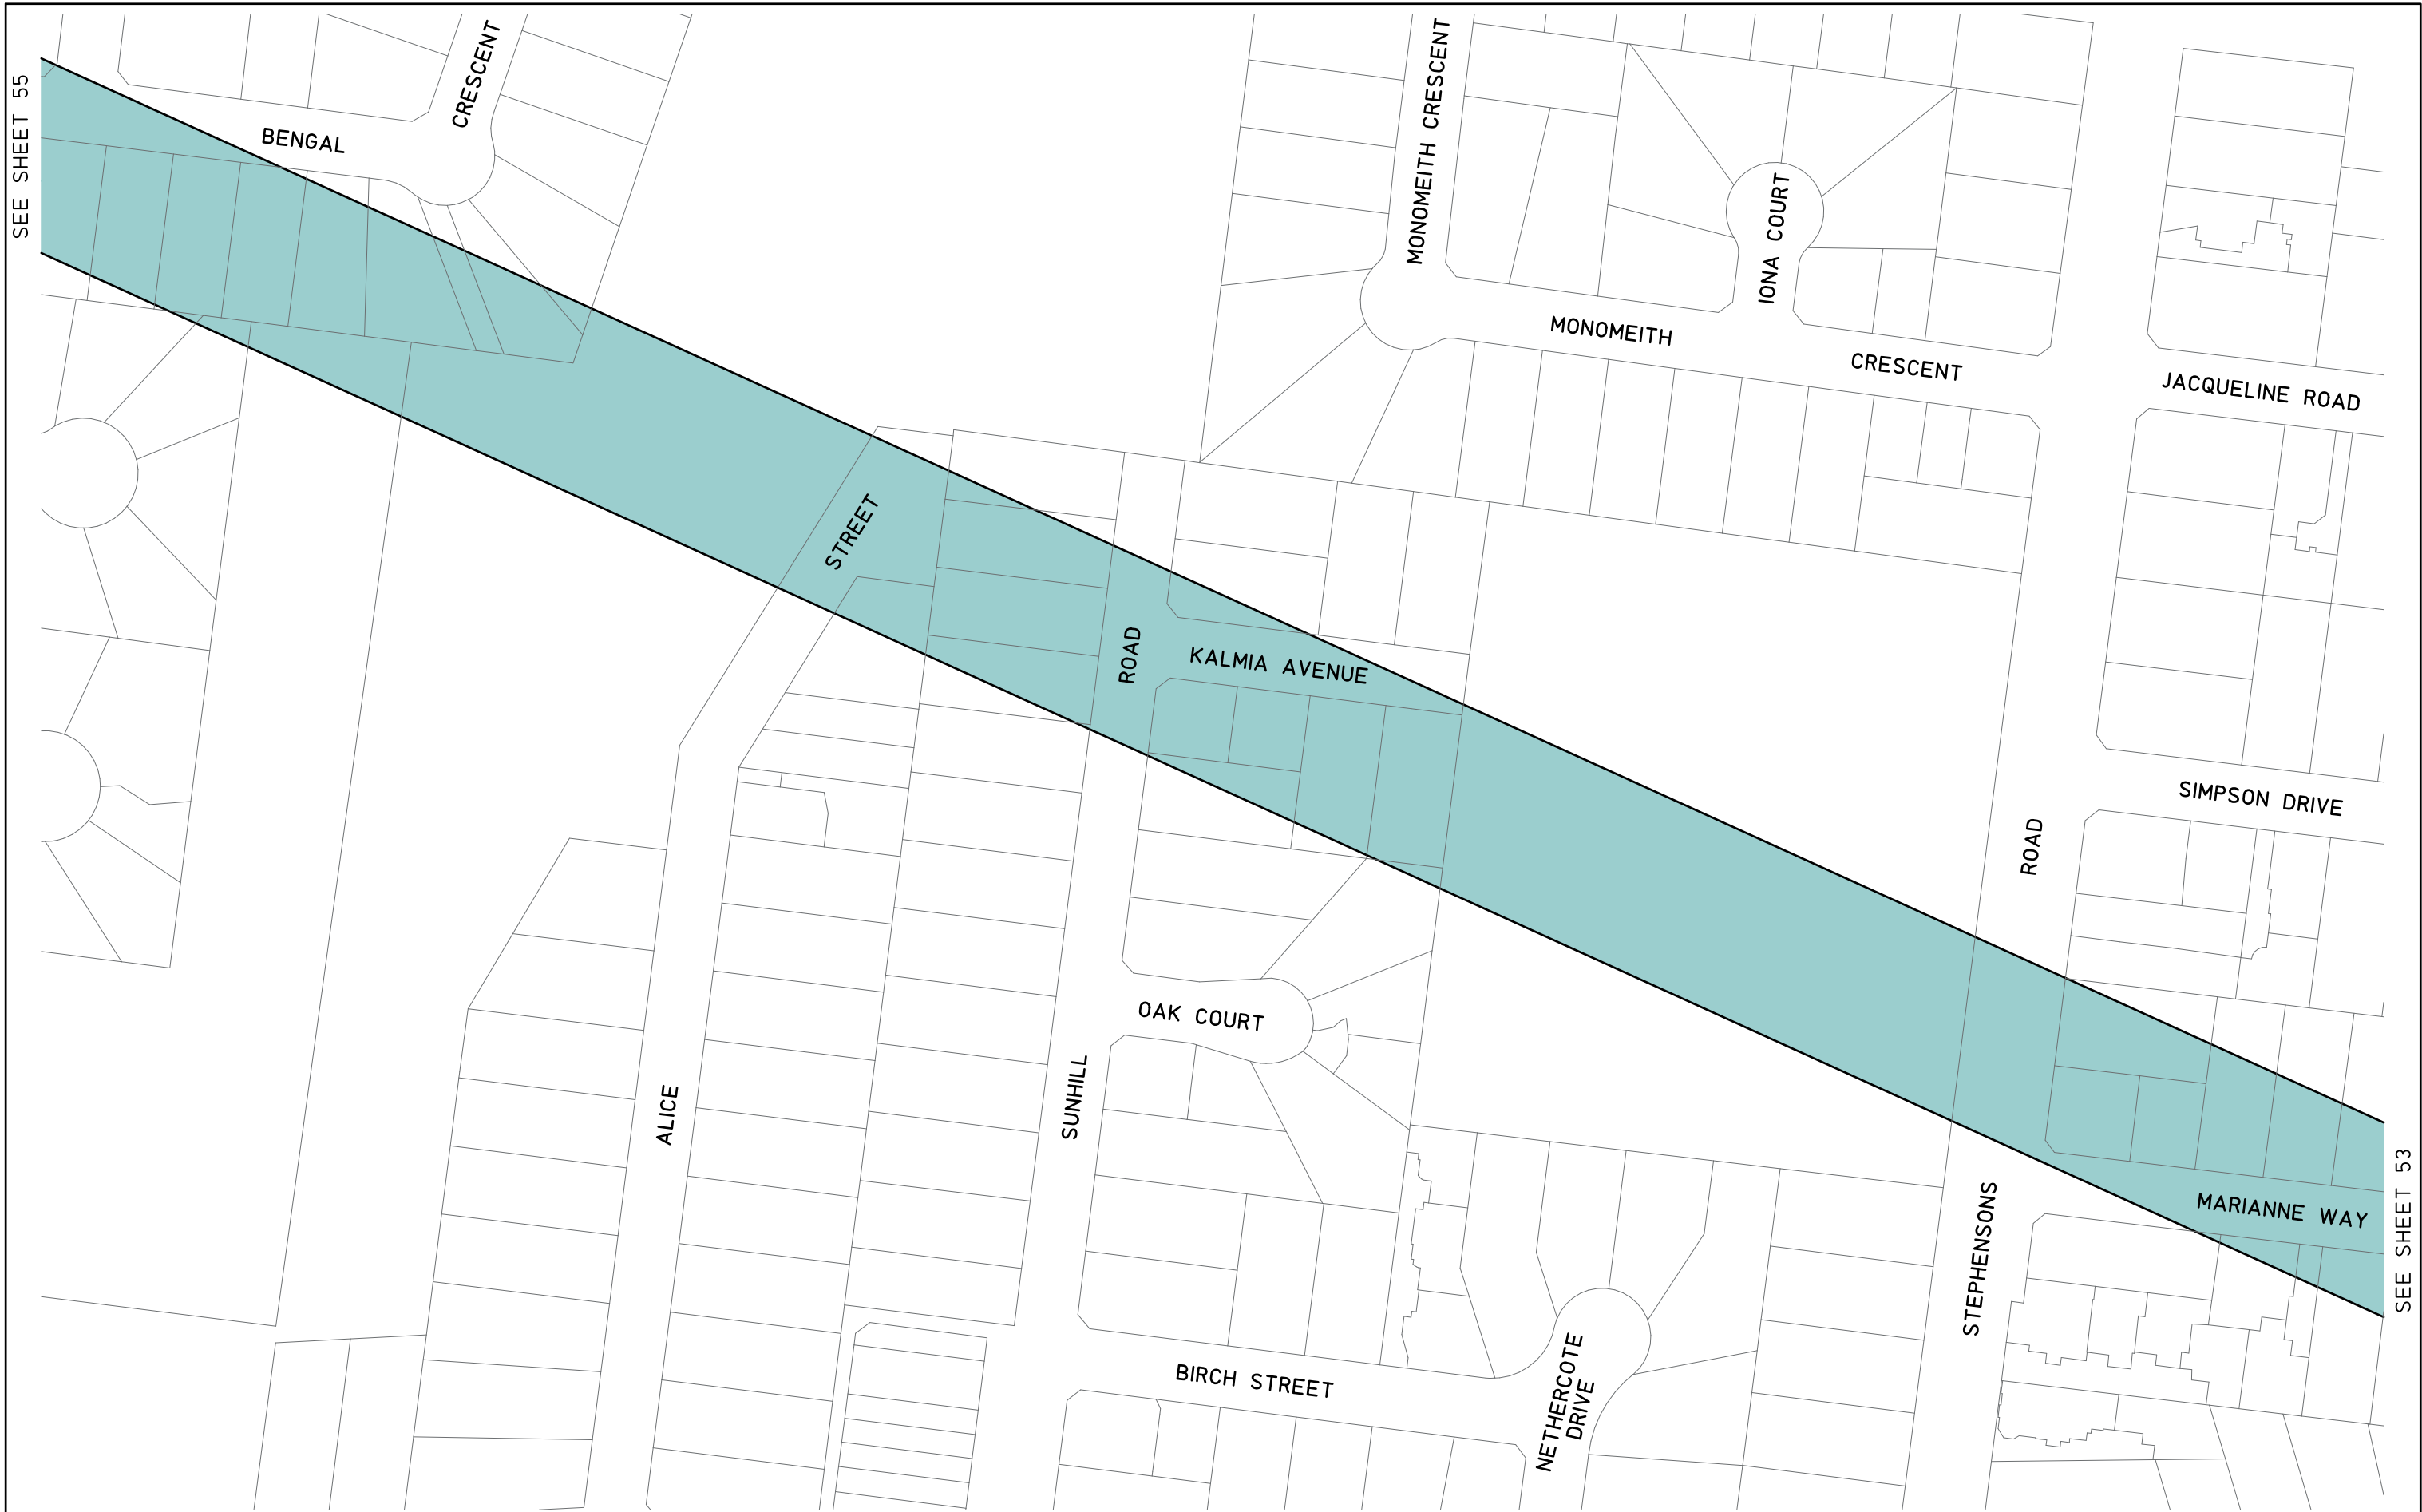 SEE SHEET 55
BENGAL
CRESCENT
MONOMEITH CRESCENT
IONA COURT
MONOMEITH
CRESCENT
JACQUELINE ROAD
STREET
ROAD
KALMIA AVENUE
SIMPSON DRIVE
ROAD
OAK COURT
SUNHILL
ALICE
STEPHENSONS
MARIANNE WAY
SEE SHEET 53
BIRCH STREET
NETHERCOTE
DRIVE